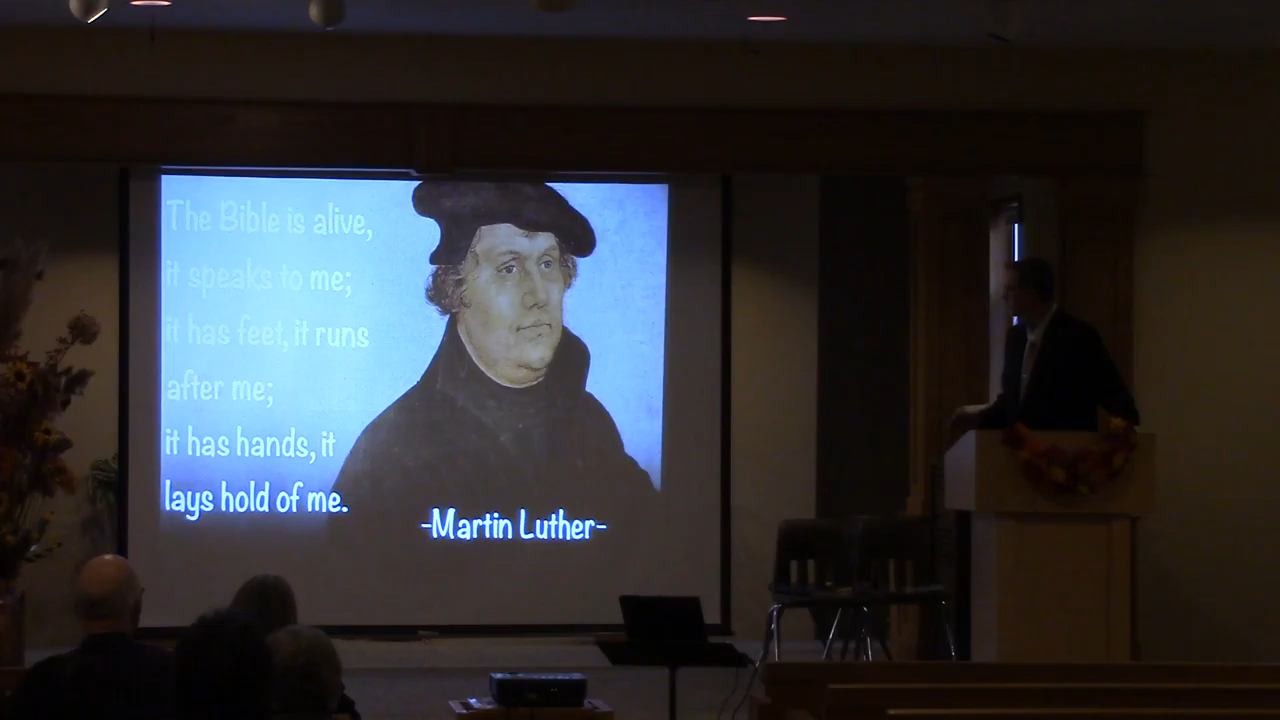 The Bible is alive,
it speaks to me;
it has feet, it runs
after me;
it has hands, it
lays hold of me.
-Martin Luther-